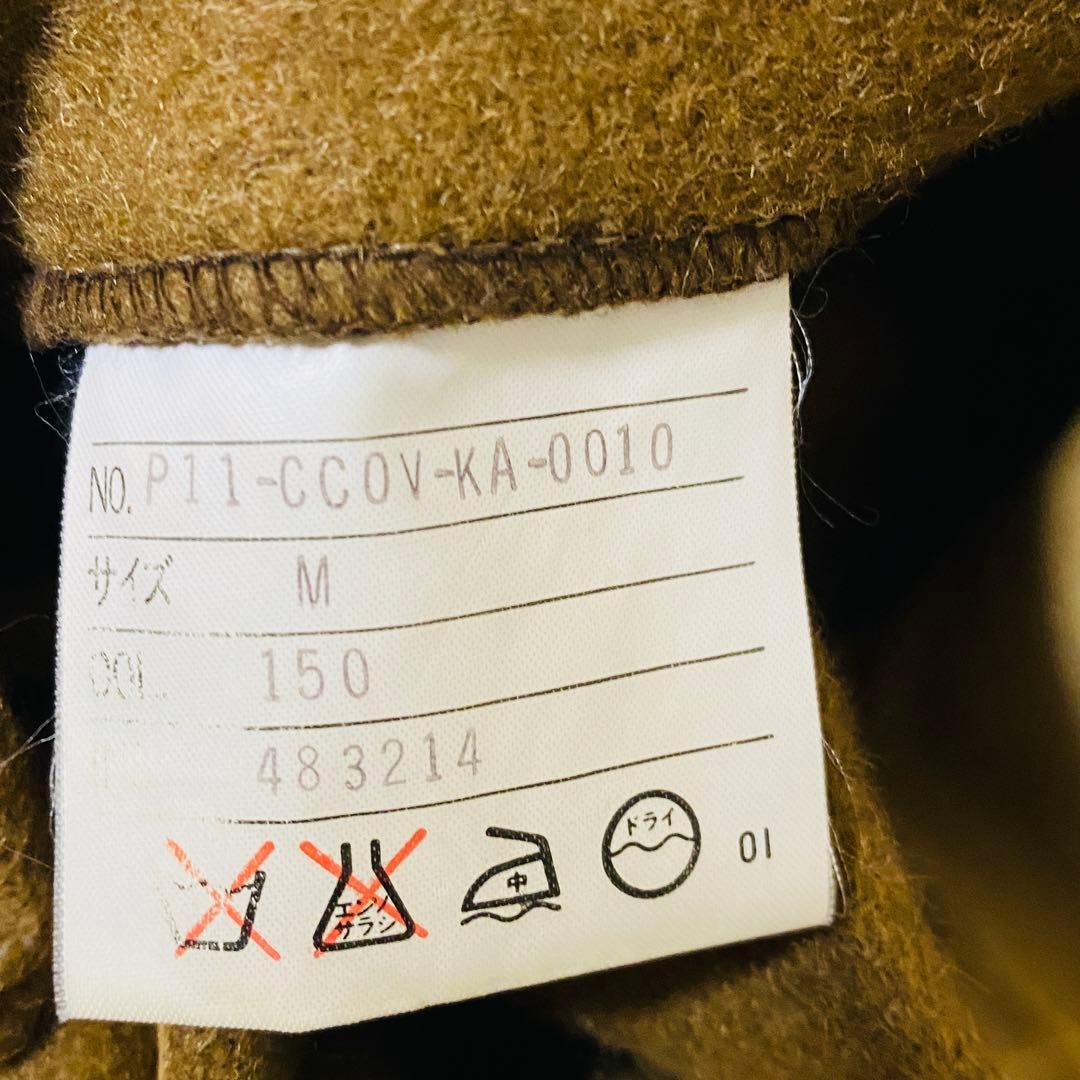 NO. P11-CCOV-KA-0010
サイズ M
COL. 150
483214
エンソ
サラシ
中
ドライ
01